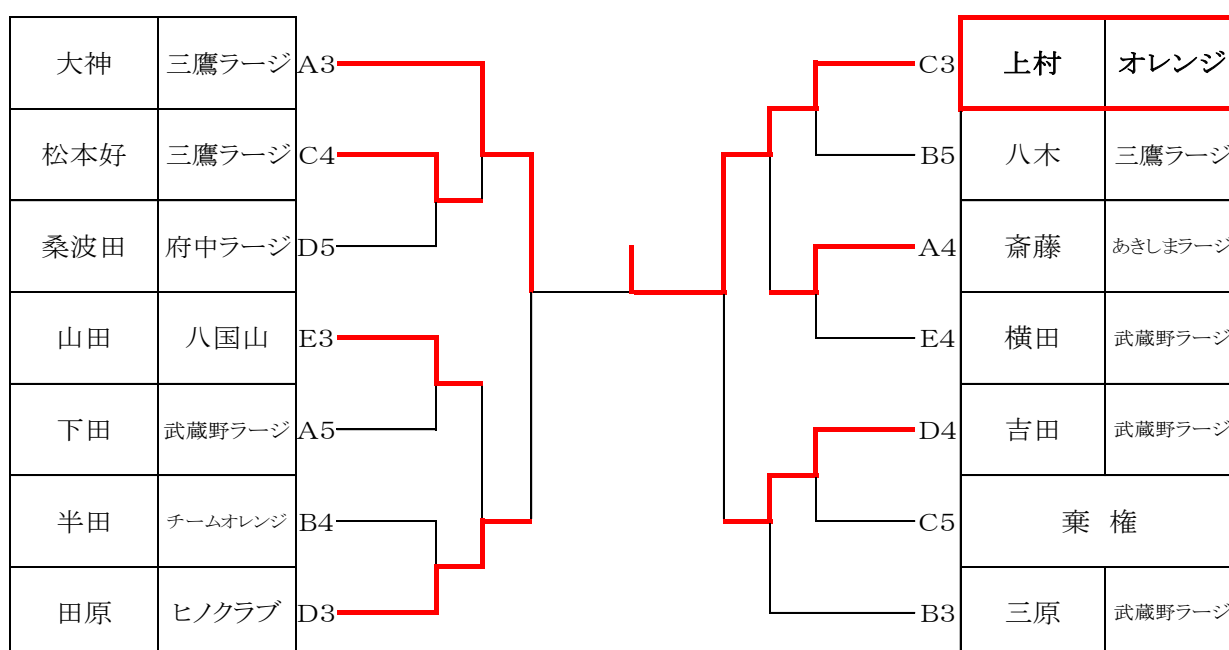 大神 三鷹ラージ A3
松本好 三鷹ラージ C4
桑波田 府中ラージ D5
山田 八国山 E3
下田 武蔵野ラージ A5
半田 チームオレンジ B4
田原 ヒノクラブ D3
C3 上村 オレンジ
B5 八木 三鷹ラージ
A4 斎藤 あきしまラージ
E4 横田 武蔵野ラージ
D4 吉田 武蔵野ラージ
C5 棄 権
B3 三原 武蔵野ラージ